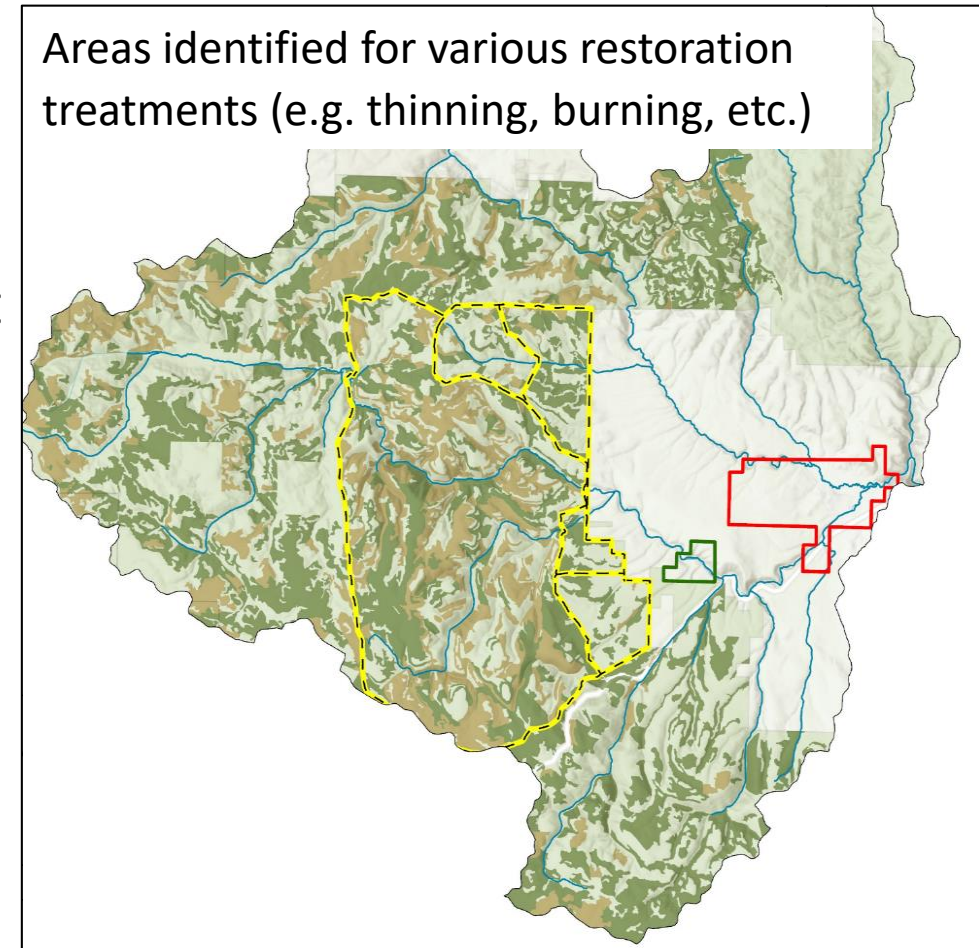 Areas identified for various restoration
treatments (e.g. thinning, burning, etc.)